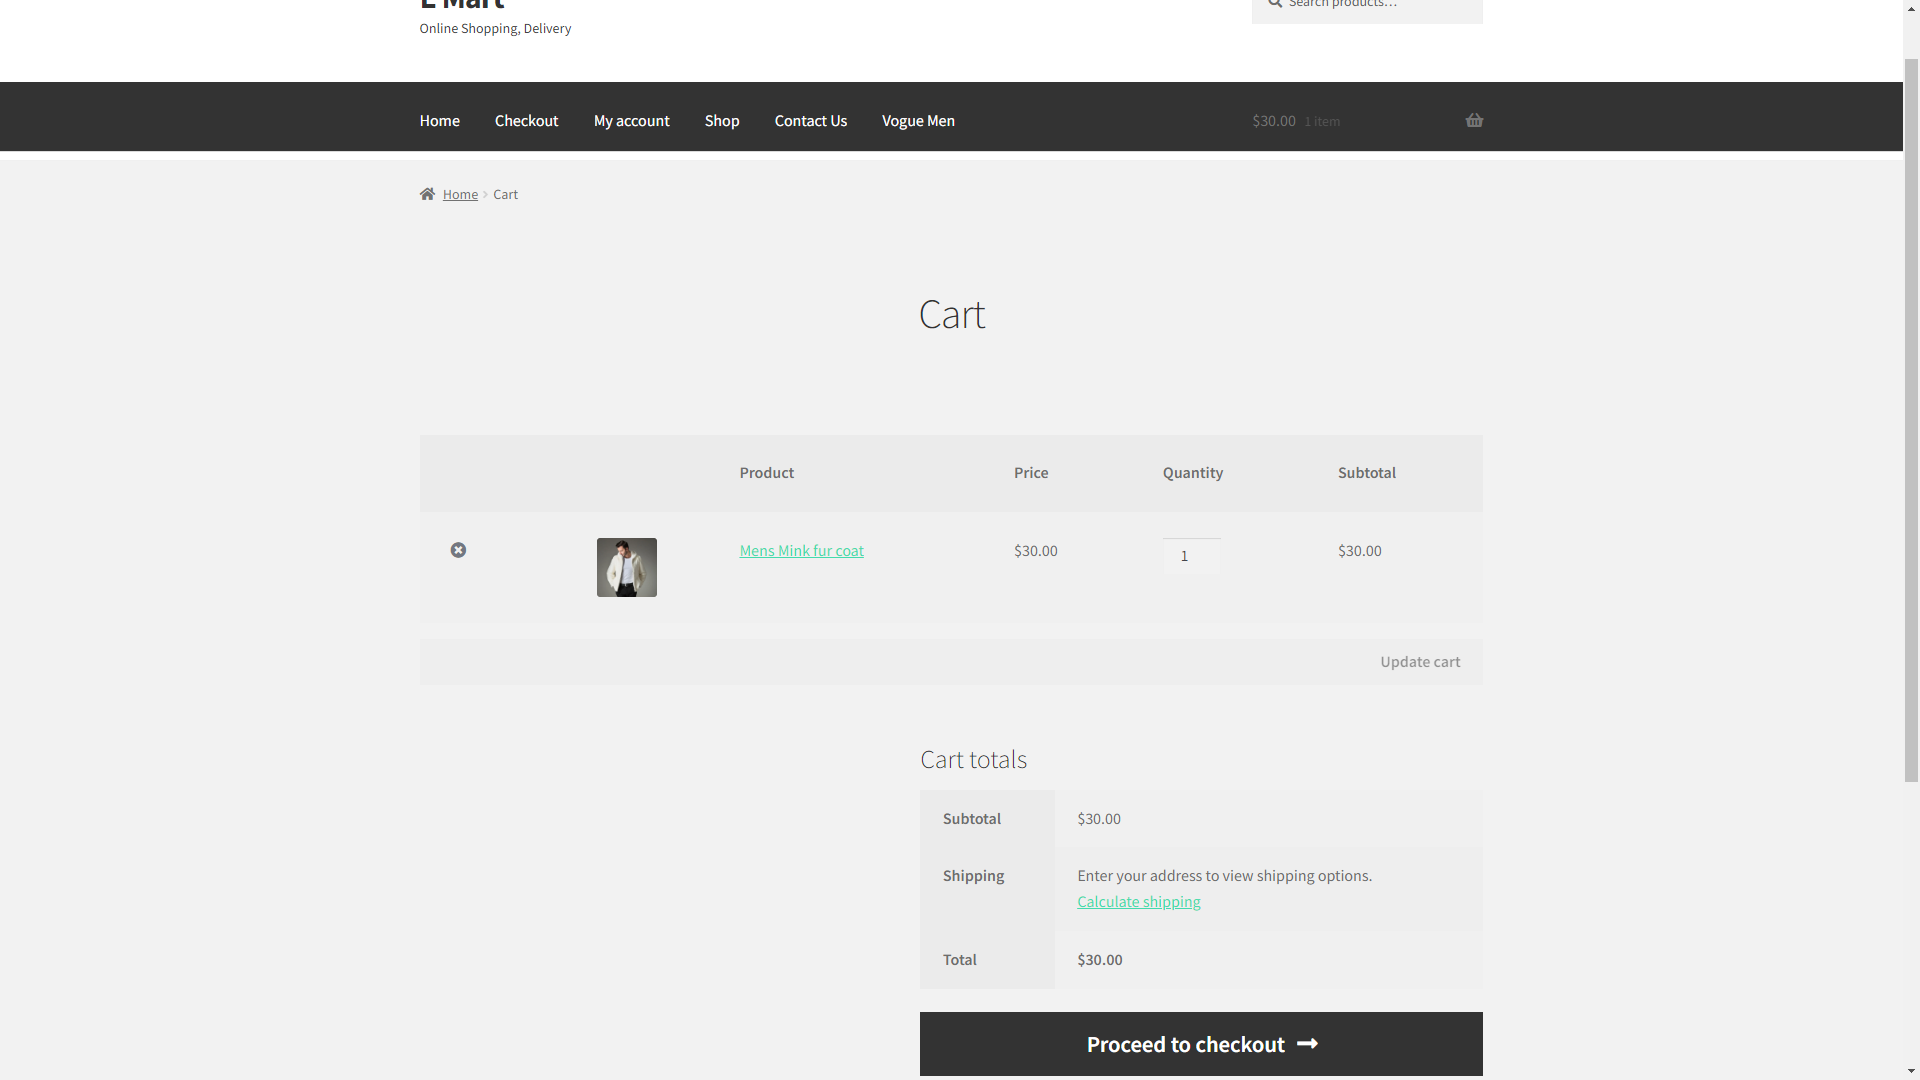 E Mart
Search products...
Online Shopping, Delivery
Home Checkout My account Shop Contact Us Vogue Men $30.00 1 item
Home Cart
Cart
Product Price Quantity Subtotal
Mens Mink fur coat $30.00 1 $30.00
Update cart
Cart totals
Subtotal $30.00
Shipping Enter your address to view shipping options.
Calculate shipping
Total $30.00
Proceed to checkout